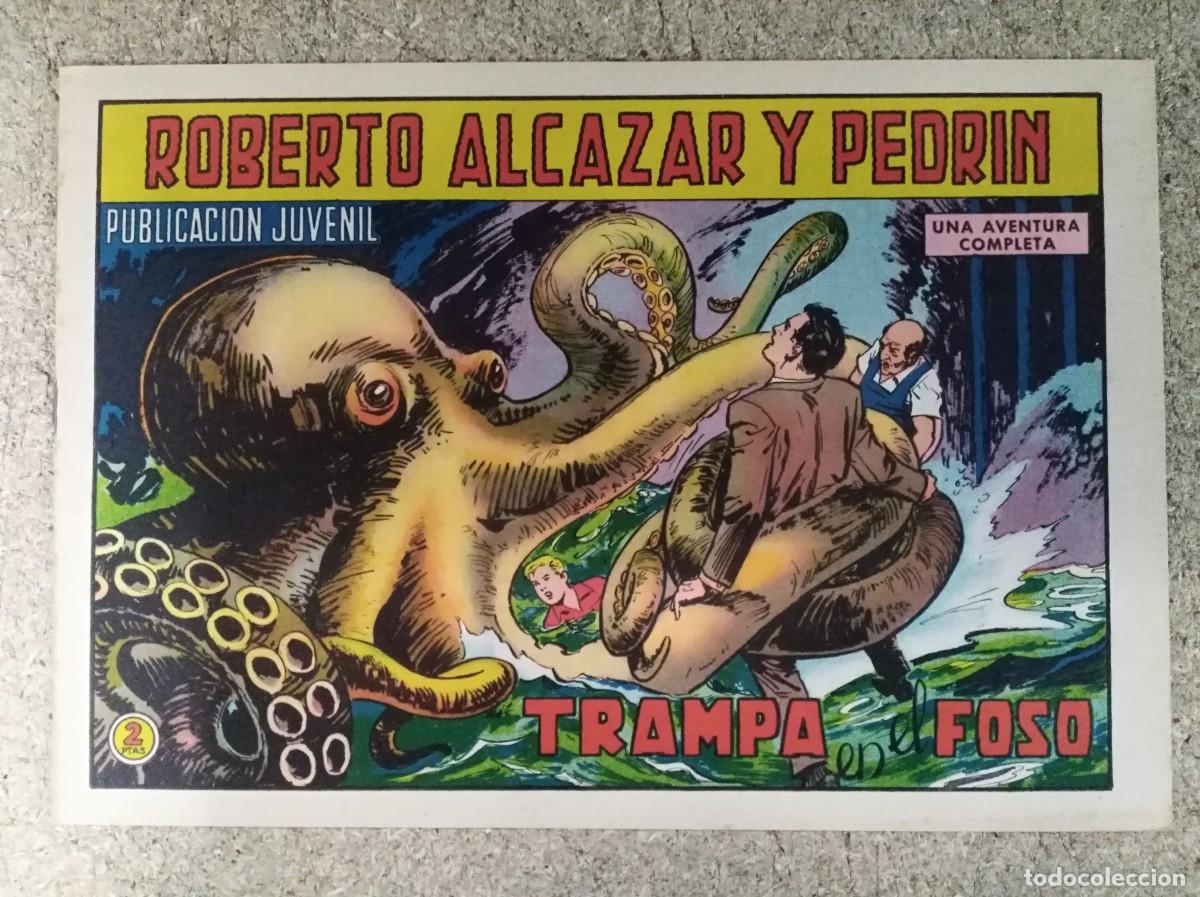 ROBERTO ALCAZAR Y PEDRIN
PUBLICACION JUVENIL
UNA AVENTURA
COMPLETA
TRAMPA en el FOSO
2
PTAS
todocoleccion